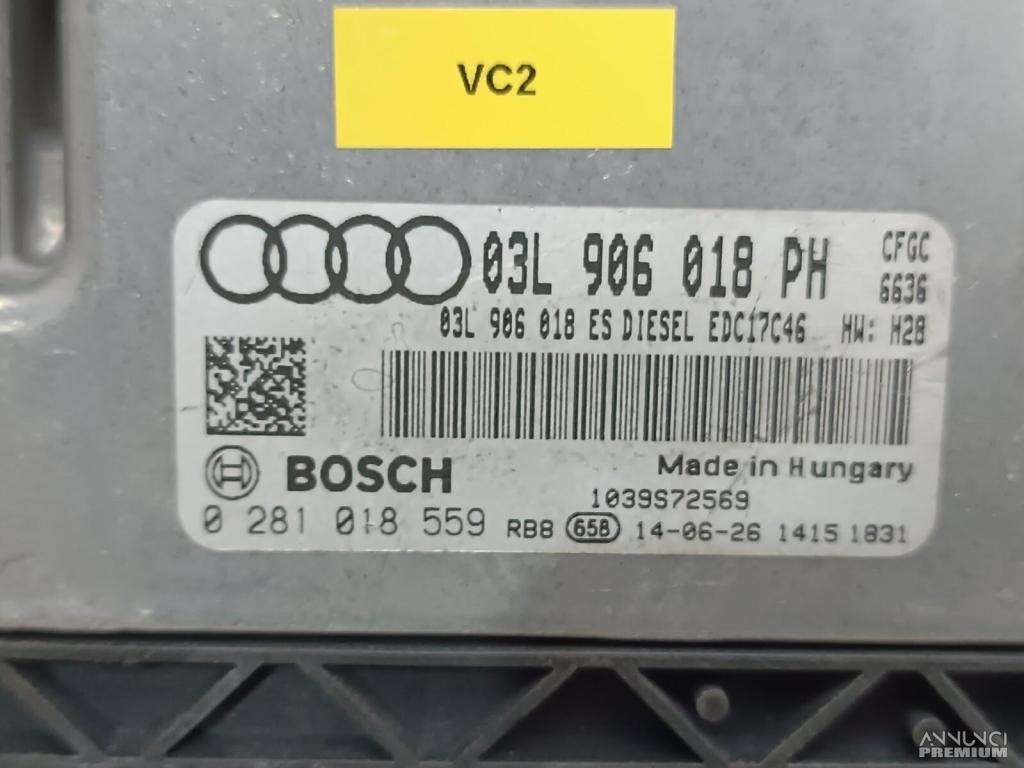 VC2
03L 906 018 PH CFGC
6636
03L 906 018 ES DIESEL EDC17C46 HW: H28
BOSCH Made in Hungary
1039S72569
0 281 018 559 RB8 658 14-06-26 1415 1831
ANNUNCI
PREMIUM